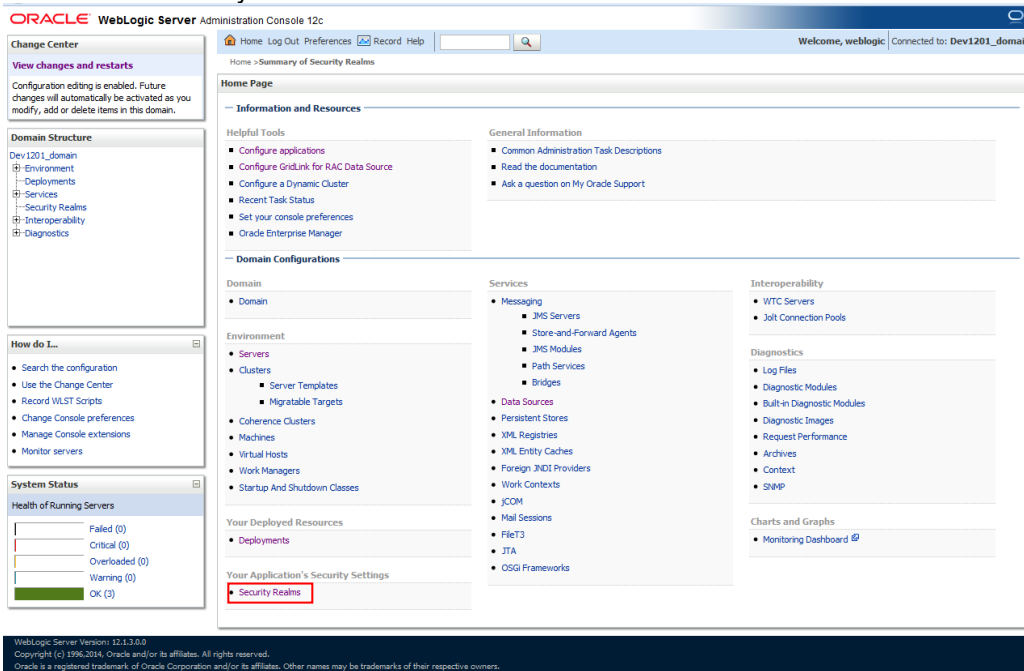 ORACLE WebLogic Server Administration Console 12c
Change Center
View changes and restarts
Configuration editing is enabled. Future
changes will automatically be activated as you
modify, add or delete items in this domain.
Domain Structure
Dev1201_domain
Environment
Deployments
Services
Security Realms
Interoperability
Diagnostics
How do I...
Search the configuration
Use the Change Center
Record WLST Scripts
Change Console preferences
Manage Console extensions
Monitor servers
System Status
Health of Running Servers
Failed (0)
Critical (0)
Overloaded (0)
Warning (0)
OK (3)
Home Log Out Preferences Record Help
Welcome, weblogic Connected to: Dev1201_domai
Home >Summary of Security Realms
Home Page
Information and Resources
Helpful Tools
Configure applications
Configure GridLink for RAC Data Source
Configure a Dynamic Cluster
Recent Task Status
Set your console preferences
Oracle Enterprise Manager
General Information
Common Administration Task Descriptions
Read the documentation
Ask a question on My Oracle Support
Domain Configurations
Domain
Domain
Environment
Servers
Clusters
Server Templates
Migratable Targets
Coherence Clusters
Machines
Virtual Hosts
Work Managers
Startup And Shutdown Classes
Your Deployed Resources
Deployments
Your Application's Security Settings
Security Realms
Services
Messaging
JMS Servers
Store-and-Forward Agents
JMS Modules
Path Services
Bridges
Data Sources
Persistent Stores
XML Registries
XML Entity Caches
Foreign JNDI Providers
Work Contexts
jCOM
Mail Sessions
FileT3
JTA
OSGi Frameworks
Interoperability
WTC Servers
Jolt Connection Pools
Diagnostics
Log Files
Diagnostic Modules
Built-in Diagnostic Modules
Diagnostic Images
Request Performance
Archives
Context
SNMP
Charts and Graphs
Monitoring Dashboard
WebLogic Server Version: 12.1.3.0.0
Copyright (c) 1996,2014, Oracle and/or its affiliates. All rights reserved.
Oracle is a registered trademark of Oracle Corporation and/or its affiliates. Other names may be trademarks of their respective owners.